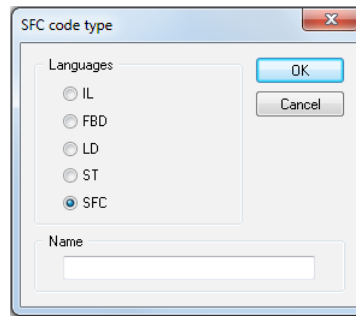 SFC code type
Languages
OK
IL
Cancel
FBD
LD
ST
SFC
Name